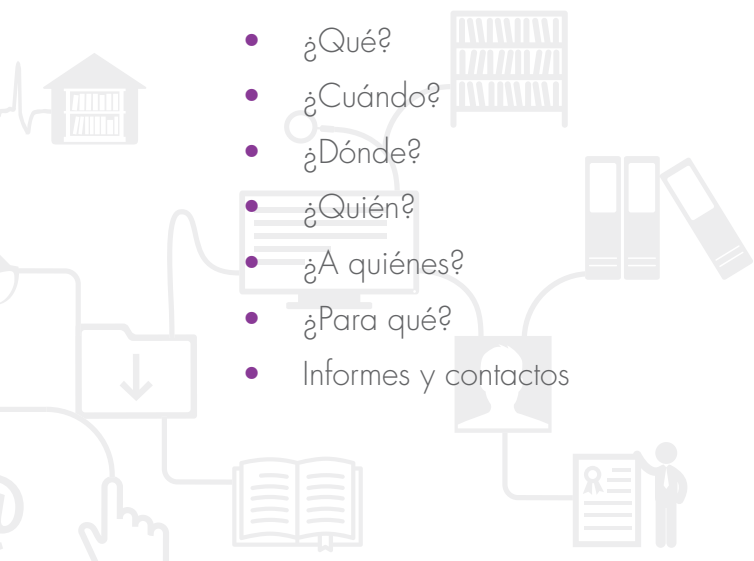 • ¿Qué?
• ¿Cuándo?
• ¿Dónde?
• ¿Quién?
• ¿A quiénes?
• ¿Para qué?
• Informes y contactos
@